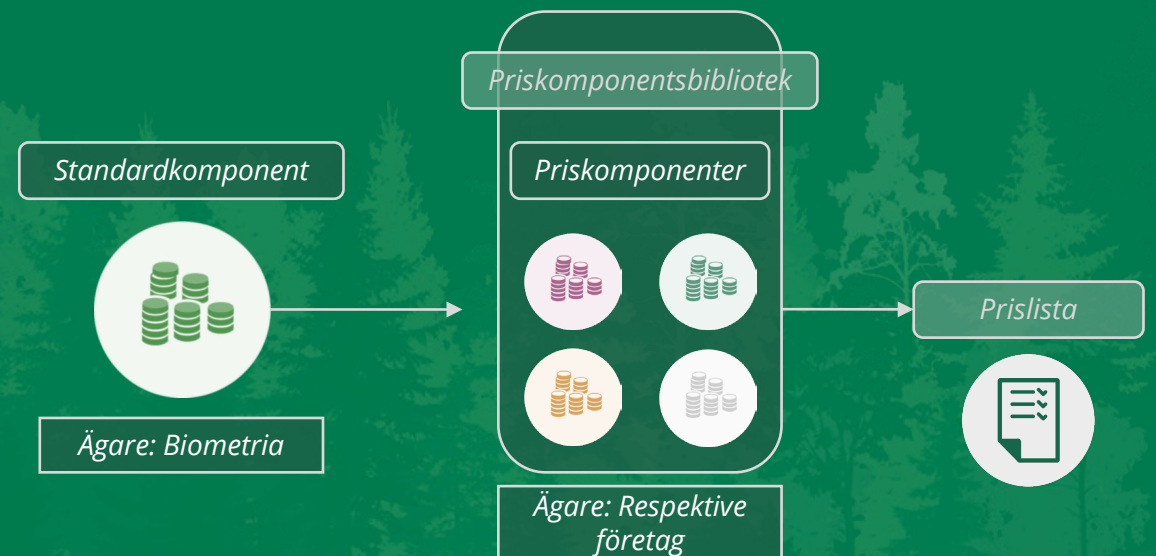 Priskomponentsbibliotek
Standardkomponent
Priskomponenter
Prislista
Ägare: Biometria
Ägare: Respektive
företag